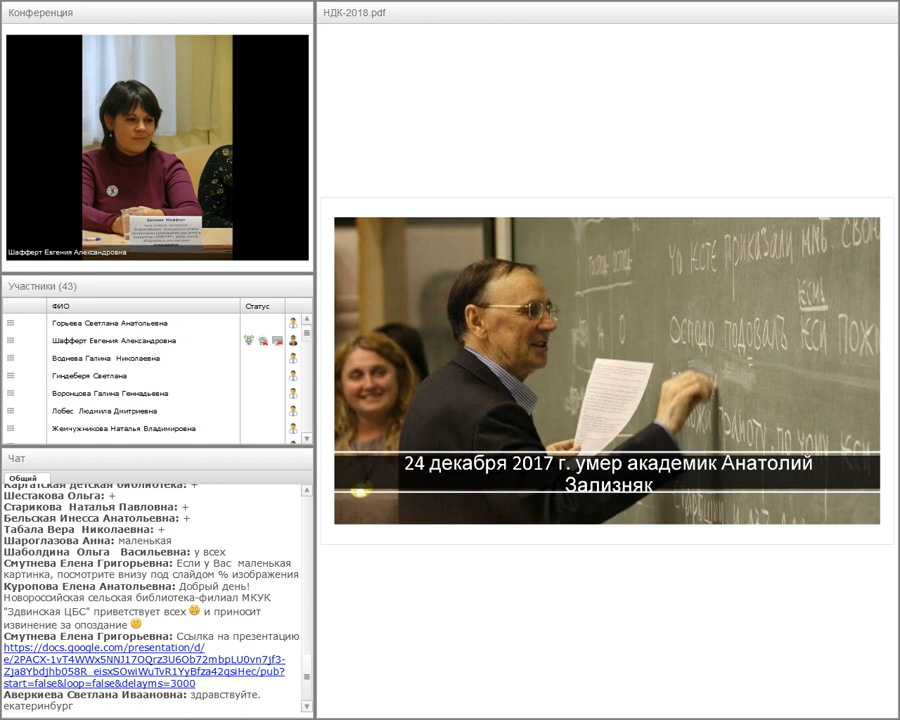 Конференция
Шафферт Евгения Александровна
Участники (43)
ФИО
Статус
Горьева Светлана Анатольевна
Шафферт Евгения Александровна
Воднева Галина Николаевна
Гиндеберя Светлана
Воронцова Галина Геннадьевна
Лобес Людмила Дмитриевна
Жемчужникова Наталья Владимировна
Чат
Общий
Каргатская детская библиотека: +
Шестакова Ольга: +
Старикова Наталья Павловна: +
Бельская Инесса Анатольевна: +
Табала Вера Николаевна: +
Шароглазова Анна: маленькая
Шаболдина Ольга Васильевна: у всех
Смутнева Елена Григорьевна: Если у Вас маленькая
картинка, посмотрите внизу под слайдом % изображения
Куропова Елена Анатольевна: Добрый день!
Новороссийская сельская библиотека-филиал МКУК
"Здвинская ЦБС" приветствует всех и приносит
извинение за опоздание
Смутнева Елена Григорьевна: Ссылка на презентацию
https://docs.google.com/presentation/d/
e/2PACX-1vT4WWx5NNJ17OQrz3U6Ob72mbpLU0vn7jf3-
Zja8Ybdjhb058R_eisxSOwiWuTvR1YyBfza42qsiHec/pub?
start=false&loop=false&delayms=3000
Аверкиева Светлана Иваановна: здравствуйте.
екатеринбург
НДК-2018.pdf
24 декабря 2017 г. умер академик Анатолий
Зализняк